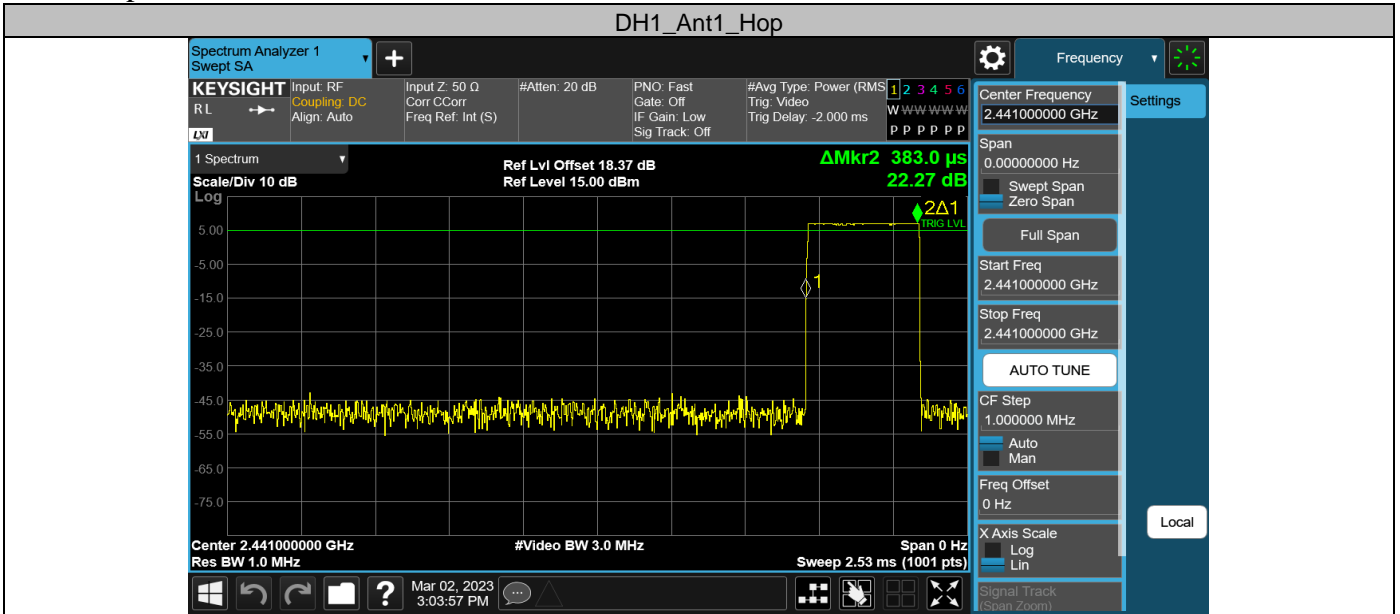 DH1_Ant1_Hop
Spectrum Analyzer 1
Swept SA
+
Frequency
KEYSIGHT
R L
LXI
Input: RF
Coupling: DC
Align: Auto
Input Z: 50 Ω
Corr CCorr
Freq Ref: Int (S)
#Atten: 20 dB
PNO: Fast
Gate: Off
IF Gain: Low
Sig Track: Off
#Avg Type: Power (RMS
Trig: Video
Trig Delay: -2.000 ms
1 2 3 4 5 6
W W W W W W
P P P P P P
1 Spectrum
Scale/Div 10 dB
Log
Ref Lvl Offset 18.37 dB
Ref Level 15.00 dBm
ΔMkr2 383.0 µs
22.27 dB
2Δ1
TRIG LVL
1
5.00
-5.00
-15.0
-25.0
-35.0
-45.0
-55.0
-65.0
-75.0
Center 2.441000000 GHz
Res BW 1.0 MHz
#Video BW 3.0 MHz
Span 0 Hz
Sweep 2.53 ms (1001 pts)
Center Frequency
2.441000000 GHz
Span
0.00000000 Hz
Swept Span
Zero Span
Full Span
Start Freq
2.441000000 GHz
Stop Freq
2.441000000 GHz
AUTO TUNE
CF Step
1.000000 MHz
Auto
Man
Freq Offset
0 Hz
X Axis Scale
Log
Lin
Signal Track
(Span Zoom)
Settings
Local
?
Mar 02, 2023
3:03:57 PM